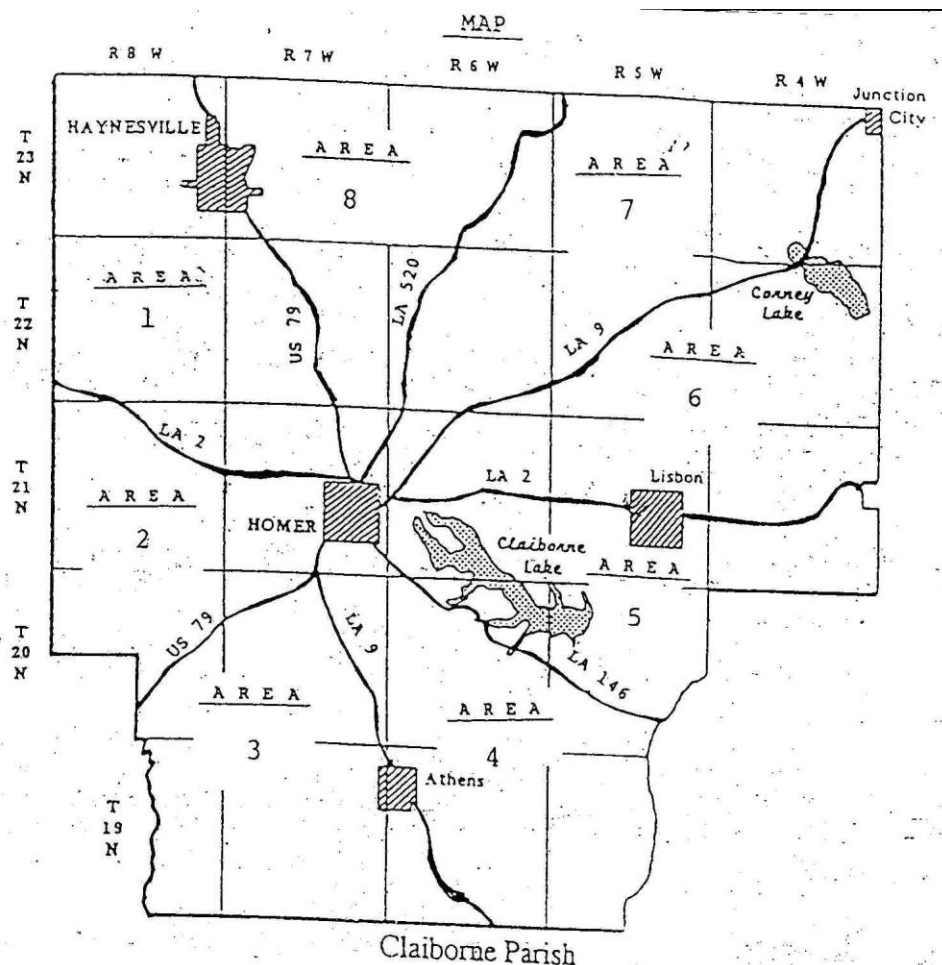 MAP
R 8 W
R 7 W
R 6 W
R 5 W
R 4 W
Junction
City
T
23
N
HAYNESVILLE
AREA
8
AREA
7
T
22
N
AREA
1
US 79
LA 520
LA 9
Corney
Lake
AREA
6
T
21
N
LA 2
AREA
2
HOMER
LA 2
Lisbon
Claiborne
Lake
AREA
5
T
20
N
US 79
LA 9
LA 146
AREA
3
AREA
4
Athens
T
19
N
Claiborne Parish